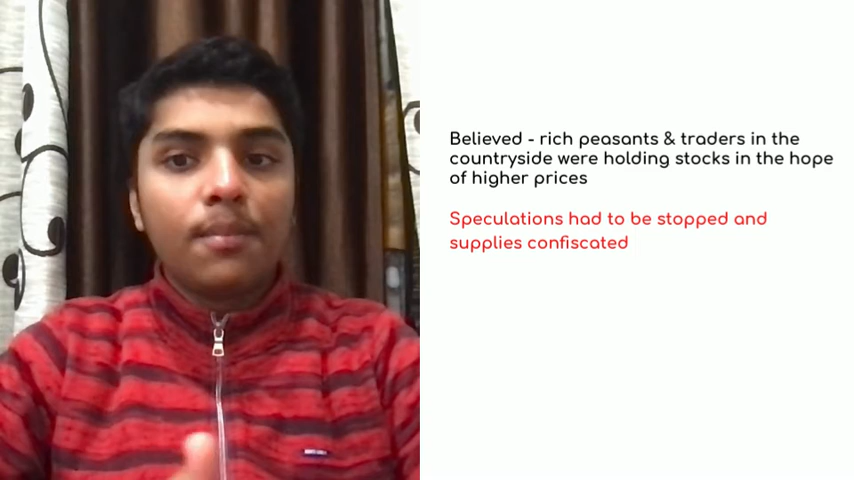 Believed - rich peasants & traders in the
countryside were holding stocks in the hope
of higher prices
Speculations had to be stopped and
supplies confiscated